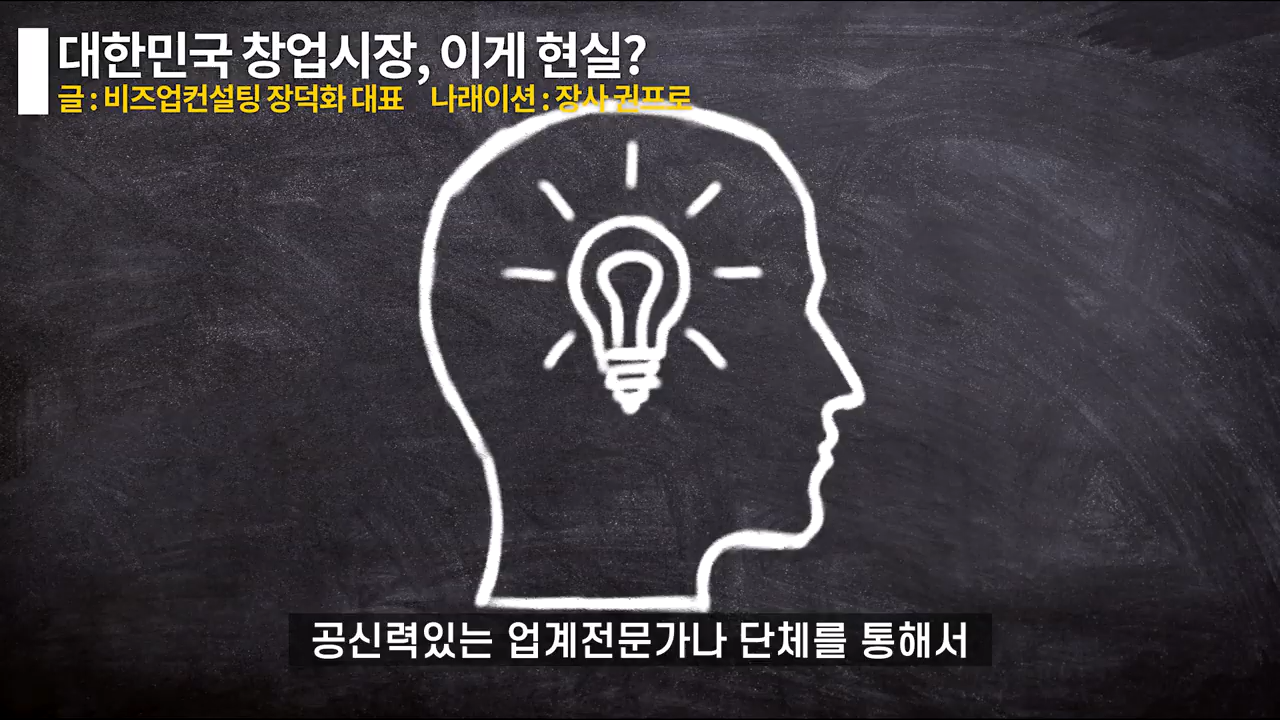 대한민국 창업시장, 이게 현실?
글 : 비즈업컨설팅 장덕화 대표 나래이션 : 장사 권프로
공신력있는 업계전문가나 단체를 통해서